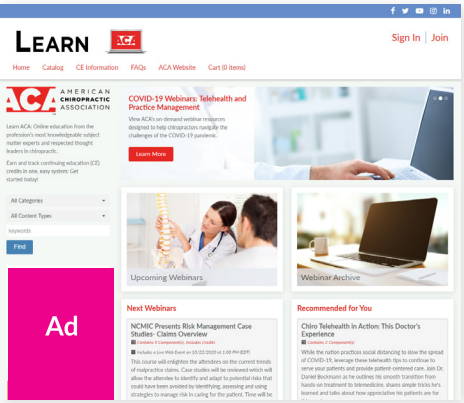 LEARN ACA
Sign In | Join
Home Catalog CE Information FAQs ACA Website Cart (0 items)
ACA AMERICAN
CHIROPRACTIC
ASSOCIATION
Learn ACA: Online education from the
profession's most knowledgeable subject
matter experts and respected thought
leaders in chiropractic.
Earn and track continuing education (CE)
credits in one, easy system: Get
started today!
All Categories
All Content Types
keywords
Find
Ad
COVID-19 Webinars: Telehealth and
Practice Management
View ACA's on-demand webinar resources
designed to help chiropractors navigate the
challenges of the COVID-19 pandemic.
Learn More
Upcoming Webinars
Webinar Archive
Next Webinars
NCMIC Presents Risk Management Case
Studies- Claims Overview
Contains 4 Component(s), Includes Credits
Includes a Live Web Event on 10/22/2020 at 1:00 PM (EDT)
This course will enlighten the attendees on the current trends
of malpractice claims. Case studies will be reviewed which will
allow the attendees to identify and adapt to potential risks that
could have been avoided by identifying, assessing and using
strategies to manage risk in caring for the patient. Time will be
Recommended for You
Chiro Telehealth in Action: This Doctor's
Experience
Contains 2 Component(s)
While the nation practices social distancing to slow the spread
of COVID-19, leverage these telehealth tips to continue to
serve your patients and provide patient-centered care. Join Dr.
Daniel Bockmann as he outlines his smooth transition from
hands on treatment to telemedicine, shares simple tricks he's
learned and talks about how appreciative his patients are for